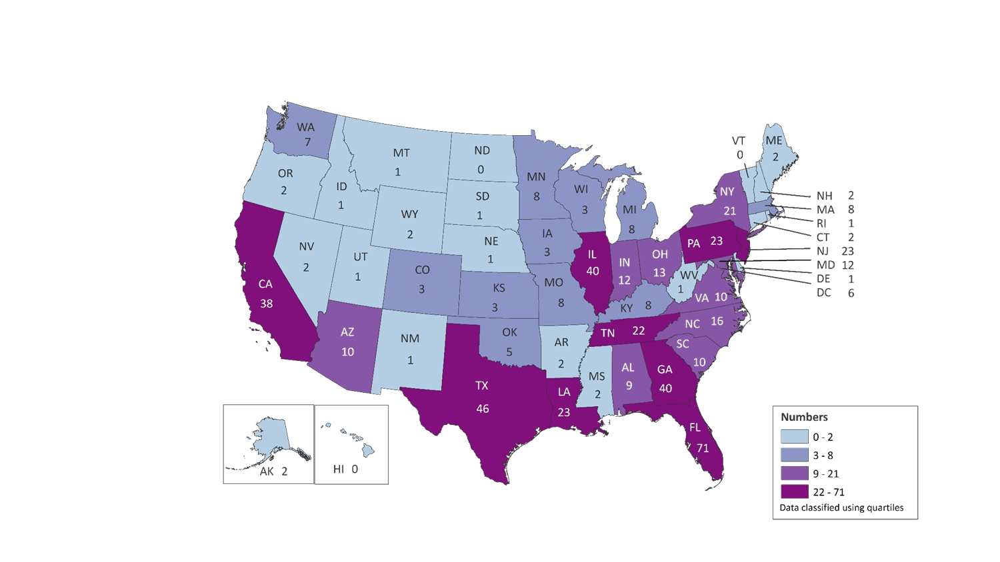 WA
7
MT
1
ND
0
MN
8
VT
0
ME
2
OR
2
ID
1
SD
1
WI
3
MI
8
NY
21
NH 2
MA 8
RI 1
CT 2
NJ 23
MD 12
DE 1
DC 6
WY
2
NE
1
IA
3
IL
40
IN
12
OH
13
PA 23
NV
2
UT
1
CO
3
KS
3
MO
8
KY 8
WV
1
VA 10
CA
38
AZ
10
NM
1
OK
5
AR
2
TN 22
NC 16
SC
10
TX
46
LA
23
MS
2
AL
9
GA
40
FL
71
AK 2
HI 0
Numbers
0 - 2
3 - 8
9 - 21
22 - 71
Data classified using quartiles